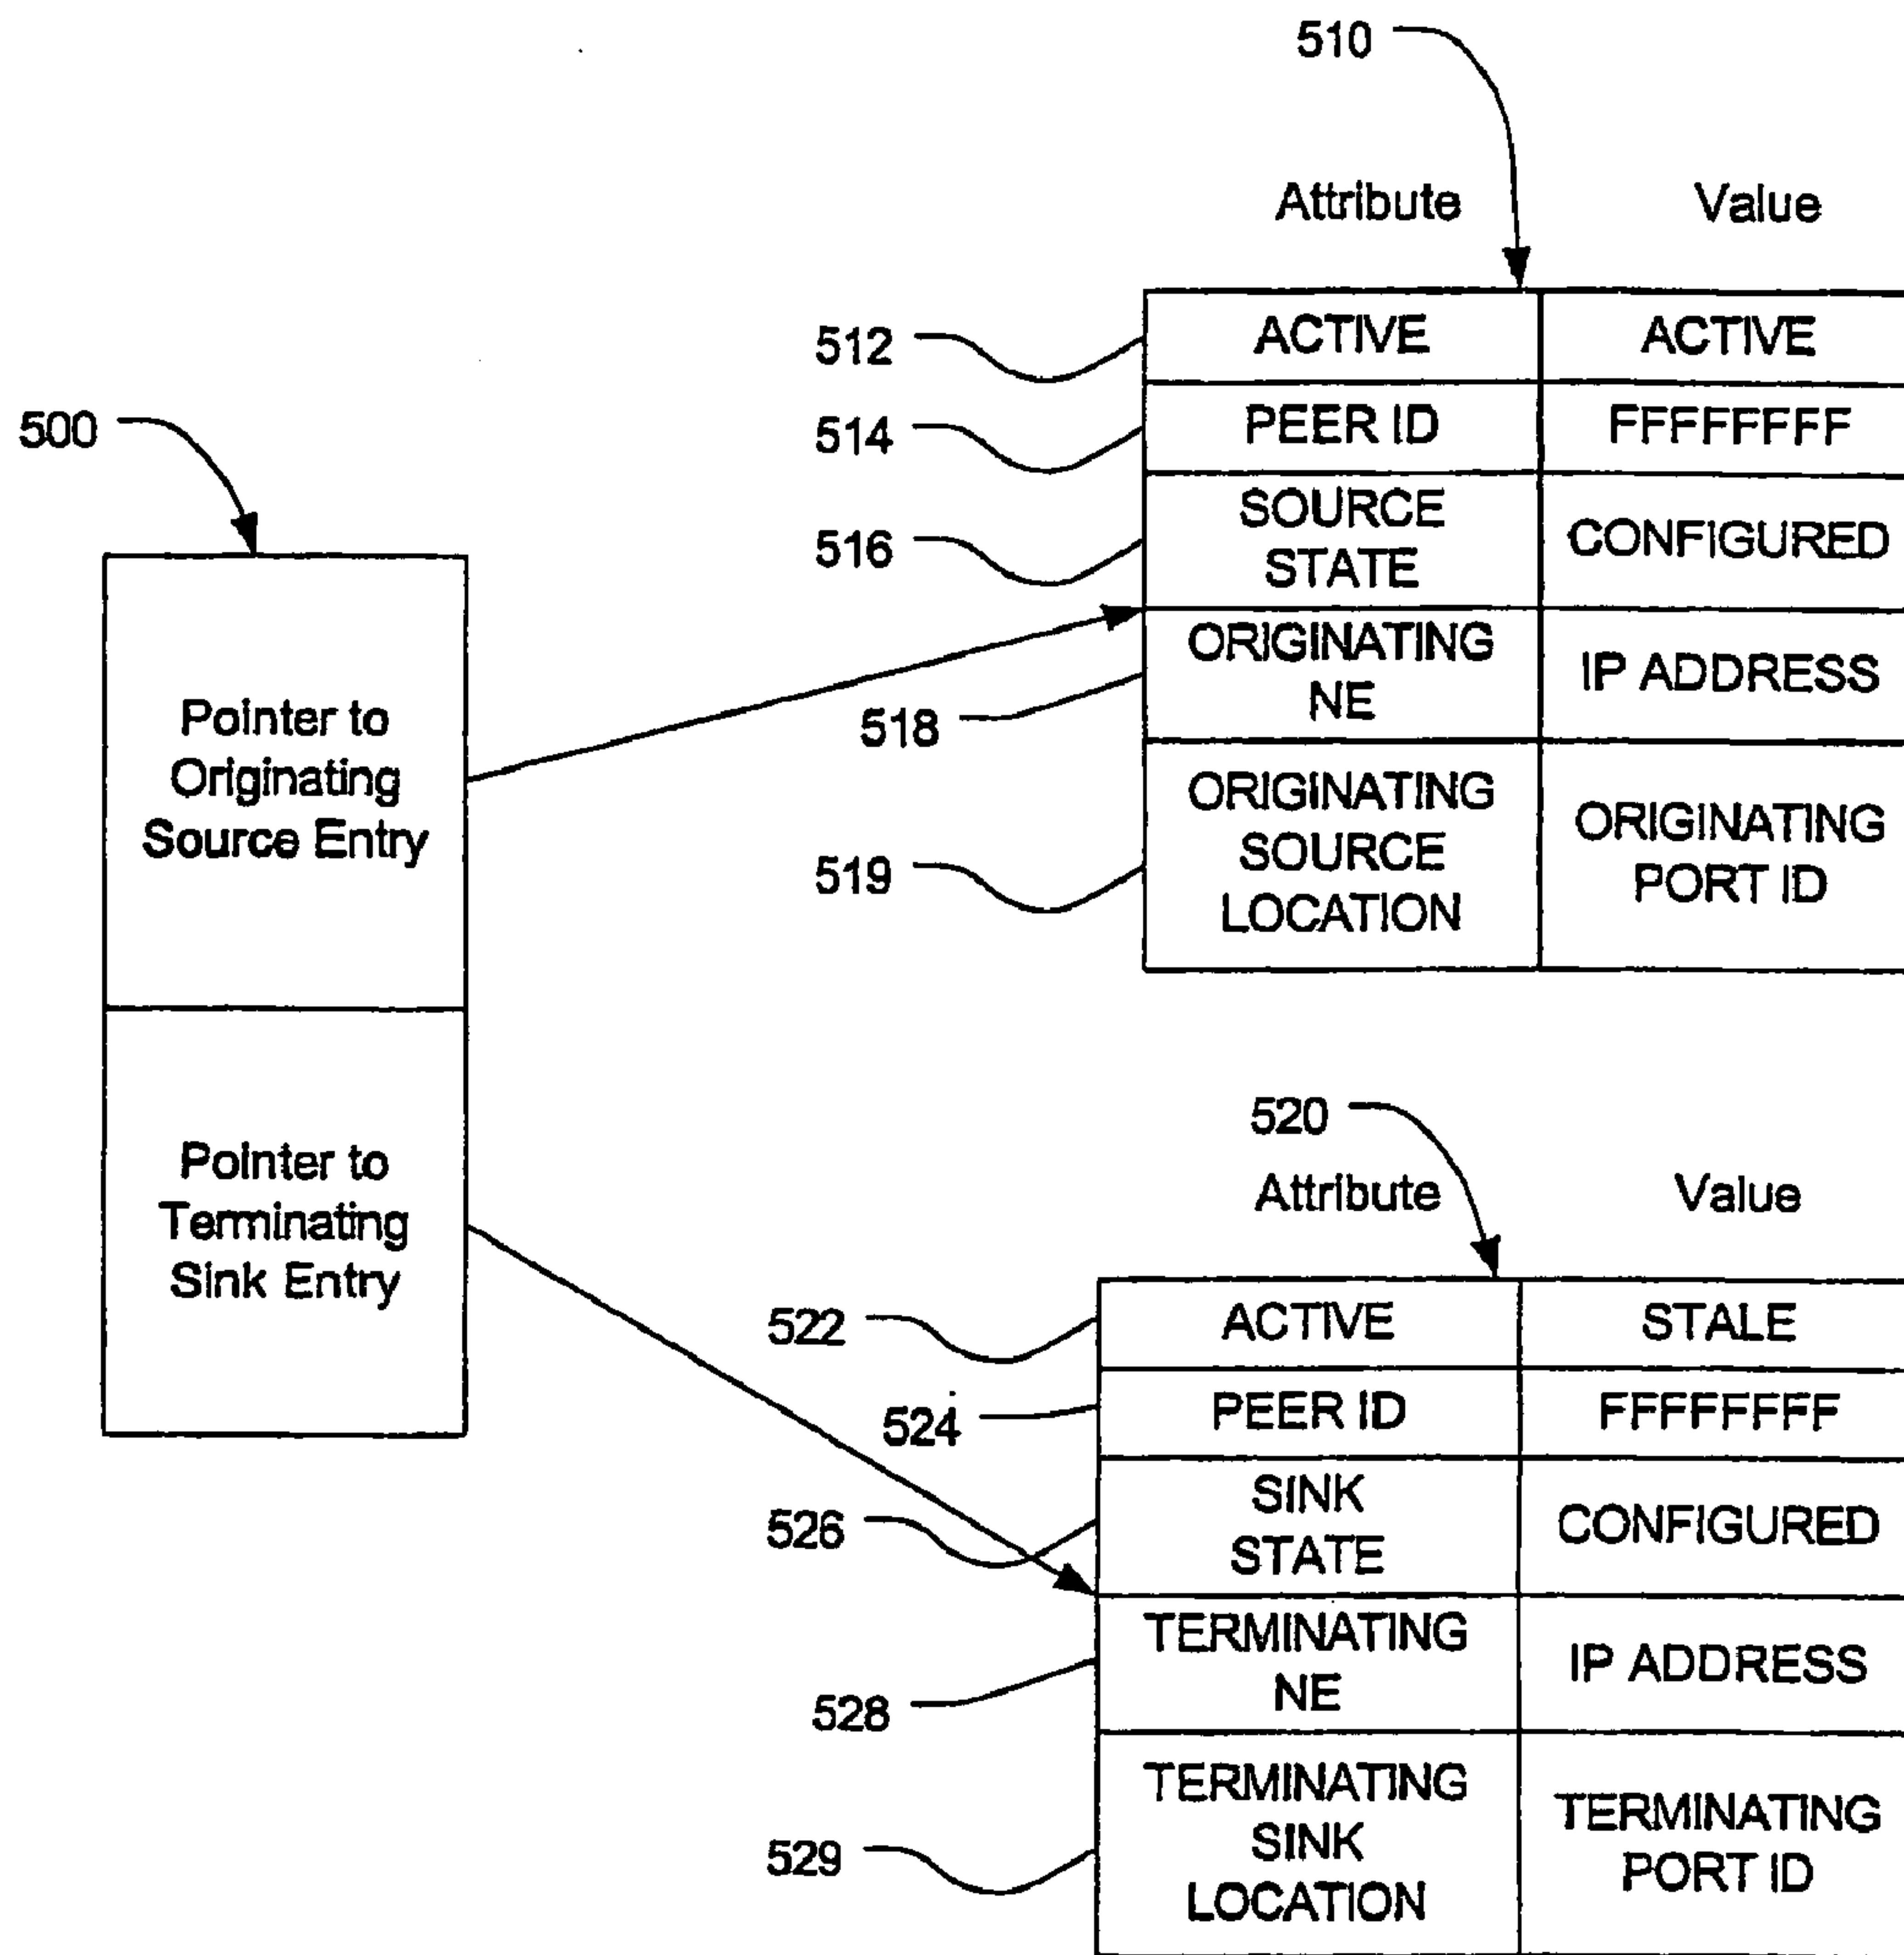 510
Attribute Value
512 ACTIVE ACTIVE
514 PEER ID FFFFFFFF
516 SOURCE
STATE CONFIGURED
518 ORIGINATING
NE IP ADDRESS
519 ORIGINATING
SOURCE
LOCATION ORIGINATING
PORT ID
500
Pointer to
Originating
Source Entry
Pointer to
Terminating
Sink Entry
520
Attribute Value
522 ACTIVE STALE
524 PEER ID FFFFFFFF
526 SINK
STATE CONFIGURED
528 TERMINATING
NE IP ADDRESS
529 TERMINATING
SINK
LOCATION TERMINATING
PORT ID